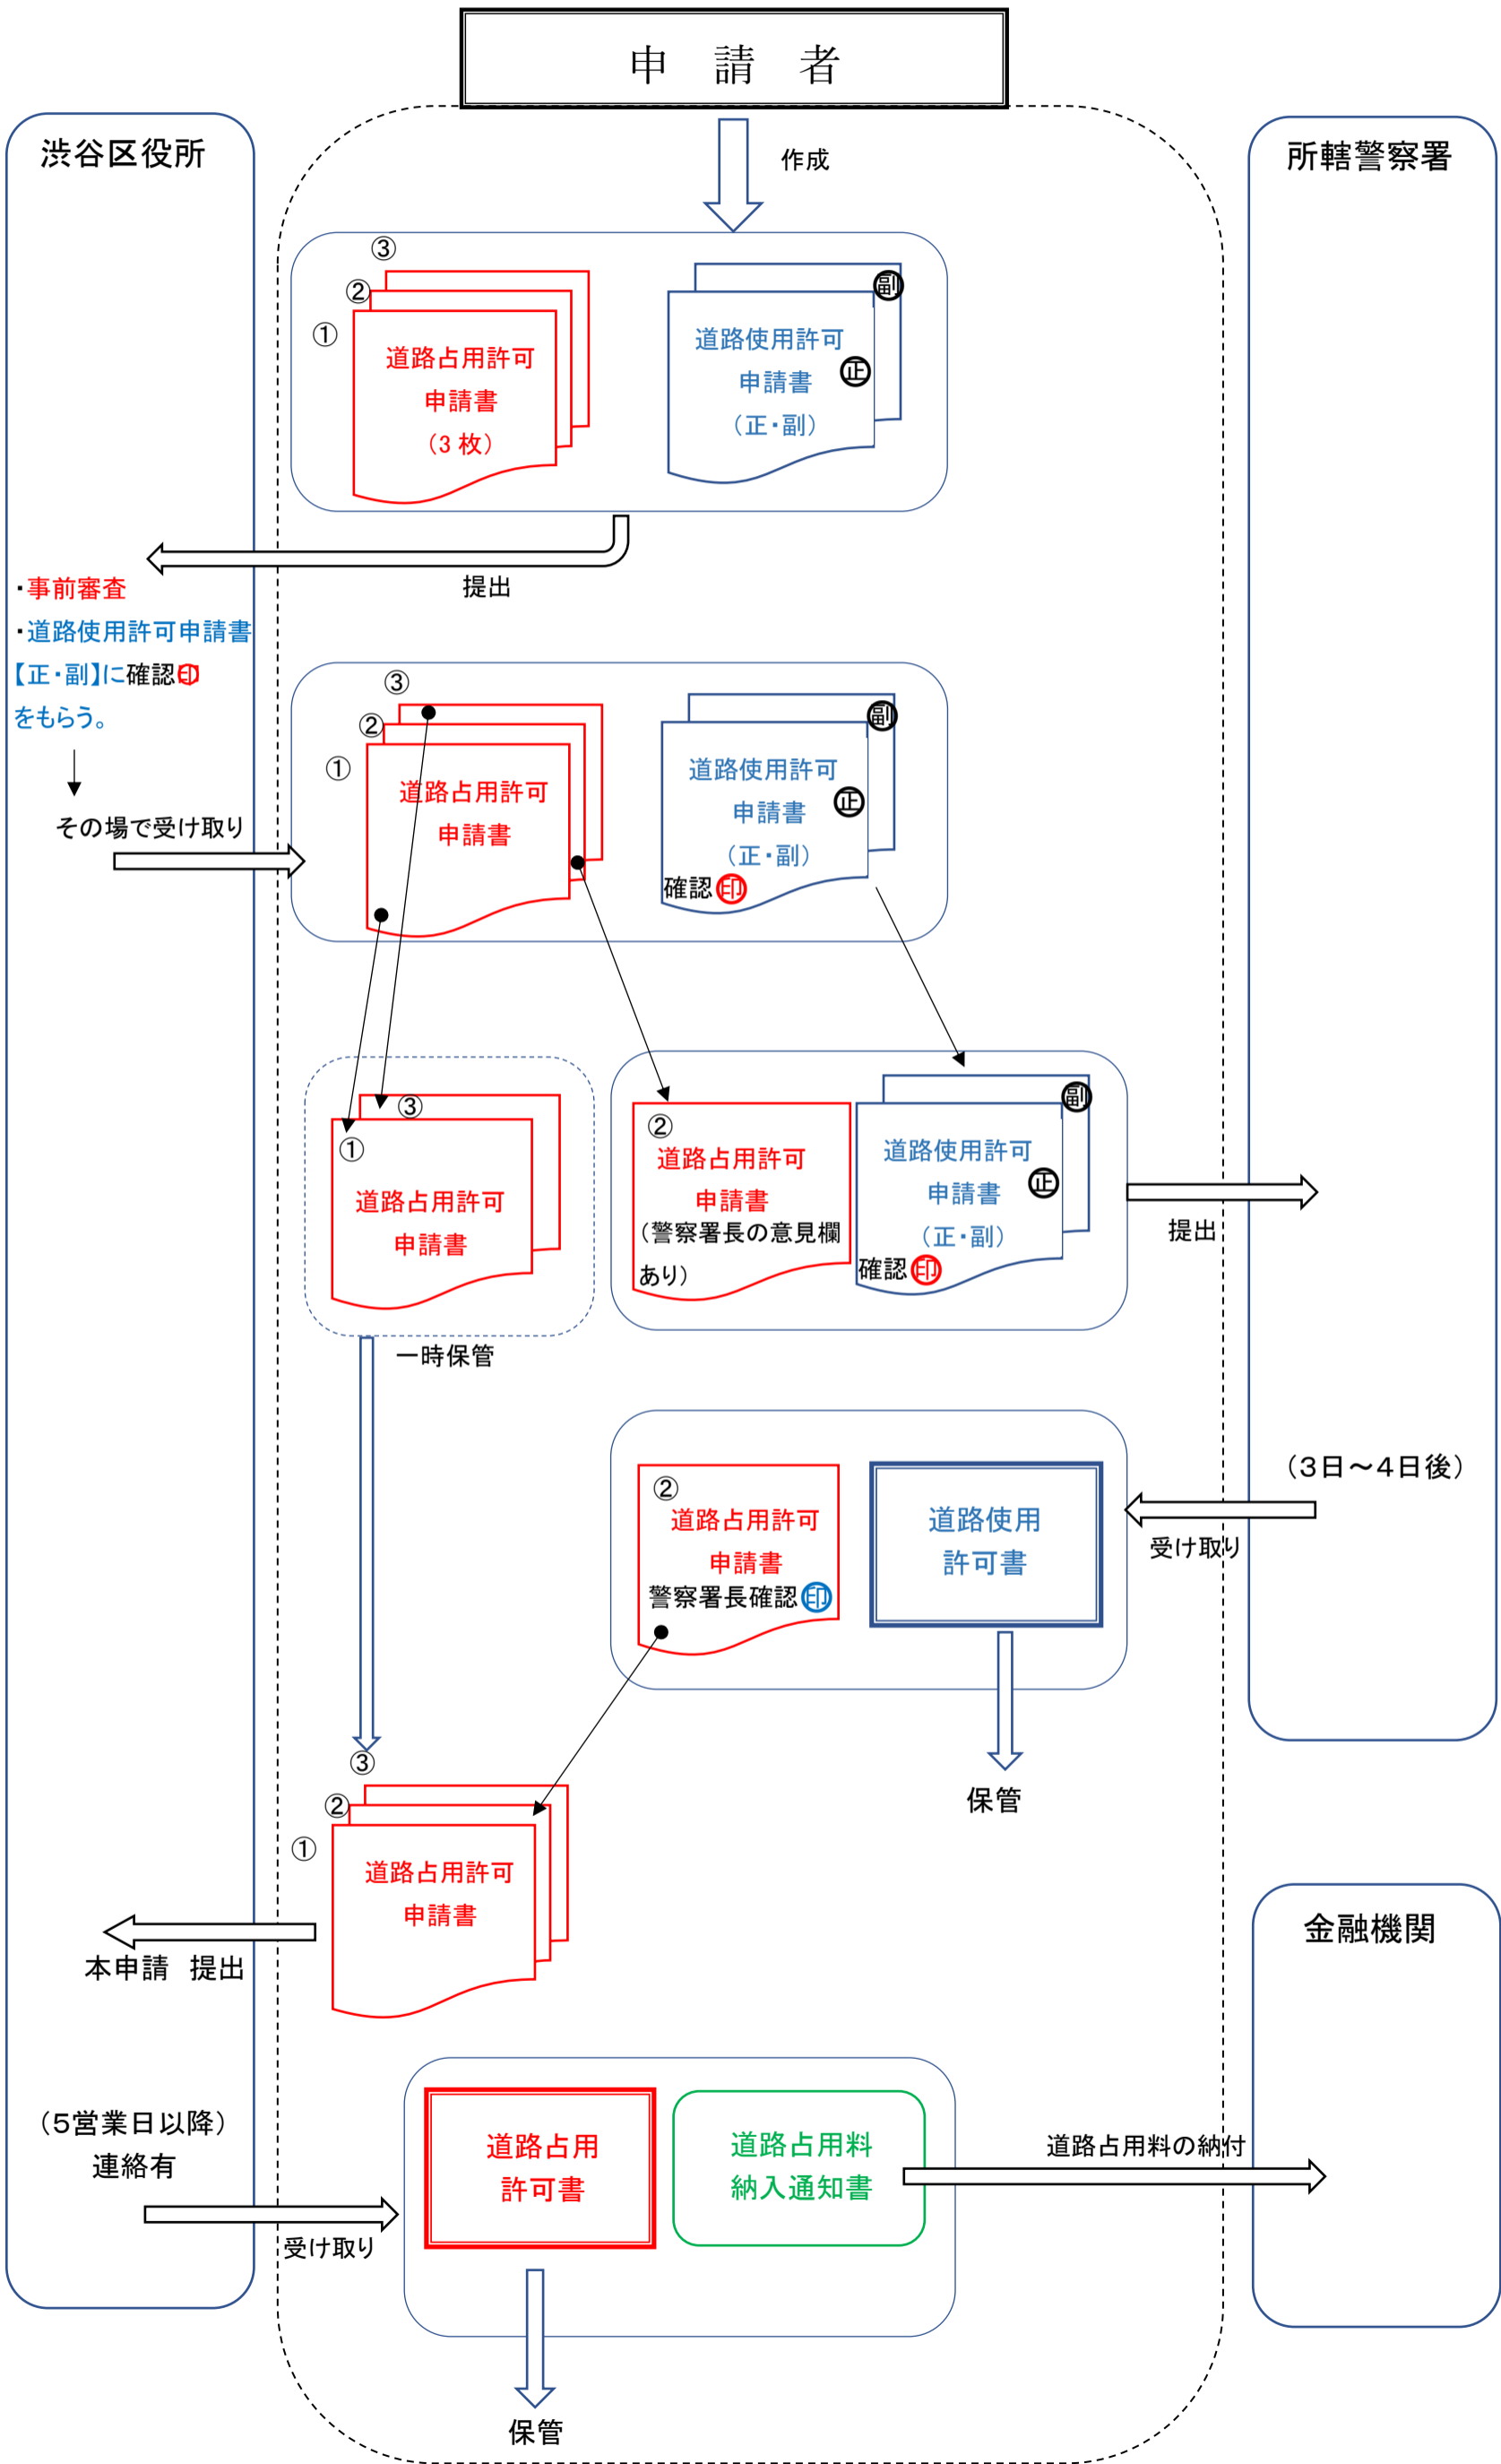 申 請 者
渋谷区役所
所轄警察署
作成
③
②
①
道路占用許可
申請書
（3 枚）
副
道路使用許可
正
申請書
（正・副）
提出
・事前審査
・道路使用許可申請書
【正・副】に確認印
をもらう。
その場で受け取り
③
②
①
道路占用許可
申請書
副
道路使用許可
正
申請書
（正・副）
確認 印
③
①
道路占用許可
申請書
一時保管
②
道路占用許可
申請書
（警察署長の意見欄
あり）
副
道路使用許可
正
申請書
（正・副）
確認 印
提出
（3日～4日後）
受け取り
②
道路占用許可
申請書
警察署長確認 印
道路使用
許可書
保管
③
②
①
道路占用許可
申請書
本申請 提出
金融機関
（5営業日以降）
連絡有
受け取り
道路占用
許可書
道路占用料
納入通知書
道路占用料の納付
保管